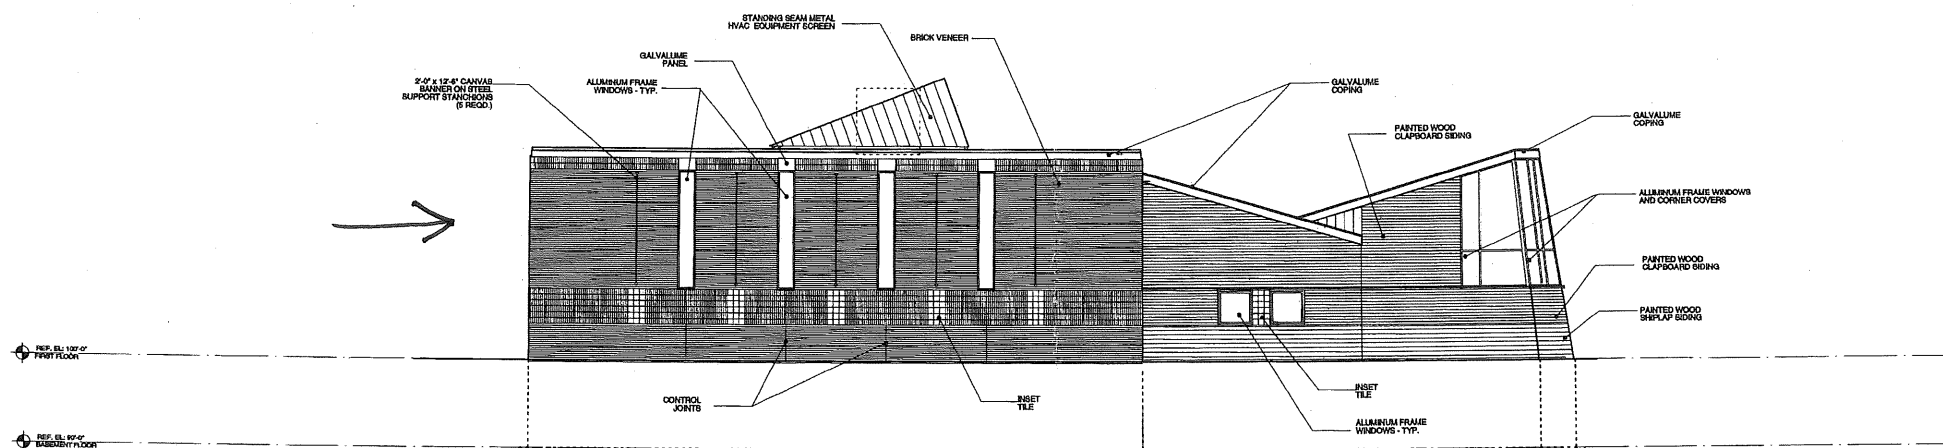 STANDING SEAM METAL
HVAC EQUIPMENT SCREEN
BRICK VENEER
GALVALUME
PANEL
2'-0" x 12'-6" CANVAS
BANNER ON STEEL
SUPPORT STANCHIONS
(5 REQD.)
ALUMINUM FRAME
WINDOWS - TYP.
GALVALUME
COPING
PAINTED WOOD
CLAPBOARD SIDING
GALVALUME
COPING
ALUMINUM FRAME WINDOWS
AND CORNER COVERS
PAINTED WOOD
CLAPBOARD SIDING
PAINTED WOOD
SHIPLAP SIDING
REF. EL: 100'-0"
FIRST FLOOR
CONTROL
JOINTS
INSET
TILE
INSET
TILE
ALUMINUM FRAME
WINDOWS - TYP.
REF. EL: 90'-0"
BASEMENT FLOOR